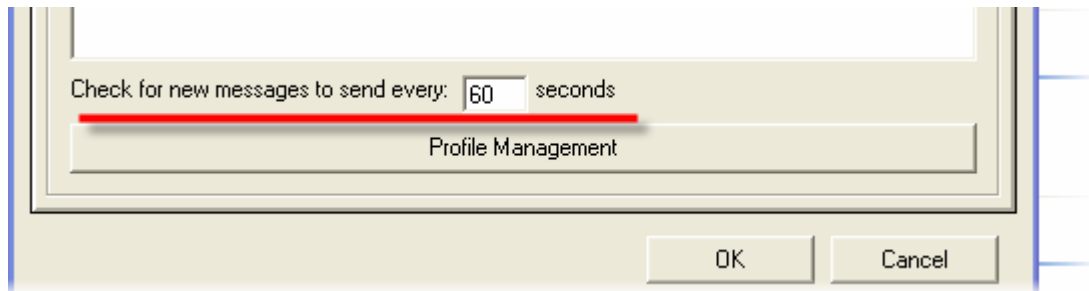 Check for new messages to send every: 60 seconds
Profile Management
OK Cancel